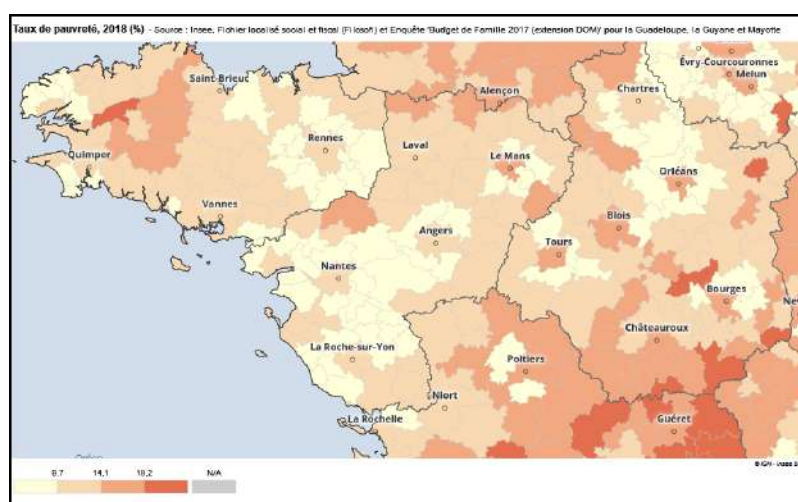 Taux de pauvreté, 2018 (%) - Source : Insee, Fichier localisé social et fiscal (Filosofi) et Enquête 'Budget de Famille 2017 (extension DOM)' pour la Guadeloupe, la Guyane et Mayotte
Évry-Courcouronnes
Saint-Brieuc
Melun
Alençon
Chartres
Rennes
Laval
Le Mans
Quimper
Orléans
Vannes
Blois
Angers
Tours
Nantes
Bourges
Châteauroux
La Roche-sur-Yon
Poitiers
Niort
La Rochelle
Guéret
8,7 14,1 18,2 N/A